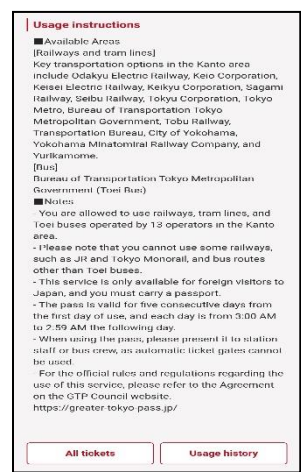 Usage instructions
■Available Areas
[Railways and tram lines]
Key transportation options in the Kanto area
include Odakyu Electric Railway, Keio Corporation,
Keisei Electric Railway, Keikyu Corporation, Sagami
Railway, Seibu Railway, Tokyu Corporation, Tokyo
Metro, Bureau of Transportation Tokyo
Metropolitan Government, Tobu Railway,
Transportation Bureau, City of Yokohama,
Yokohama Minatomirai Railway Company, and
Yurikamome.
[Bus]
Bureau of Transportation Tokyo Metropolitan
Government (Toei Bus)
■Notes
- You are allowed to use railways, tram lines, and
Toei buses operated by 13 operators in the Kanto
area.
- Please note that you cannot use some railways,
such as JR and Tokyo Monorail, and bus routes
other than Toei buses.
- This service is only available for foreign visitors to
Japan, and you must carry a passport.
- The pass is valid for five consecutive days from
the first day of use, and each day is from 3:00 AM
to 2:59 AM the following day.
- When using the pass, please present it to station
staff or bus crew, as automatic ticket gates cannot
be used.
- For the official rules and regulations regarding the
use of this service, please refer to the Agreement
on the GTP Council website.
https://greater-tokyo-pass.jp/
All tickets
Usage history